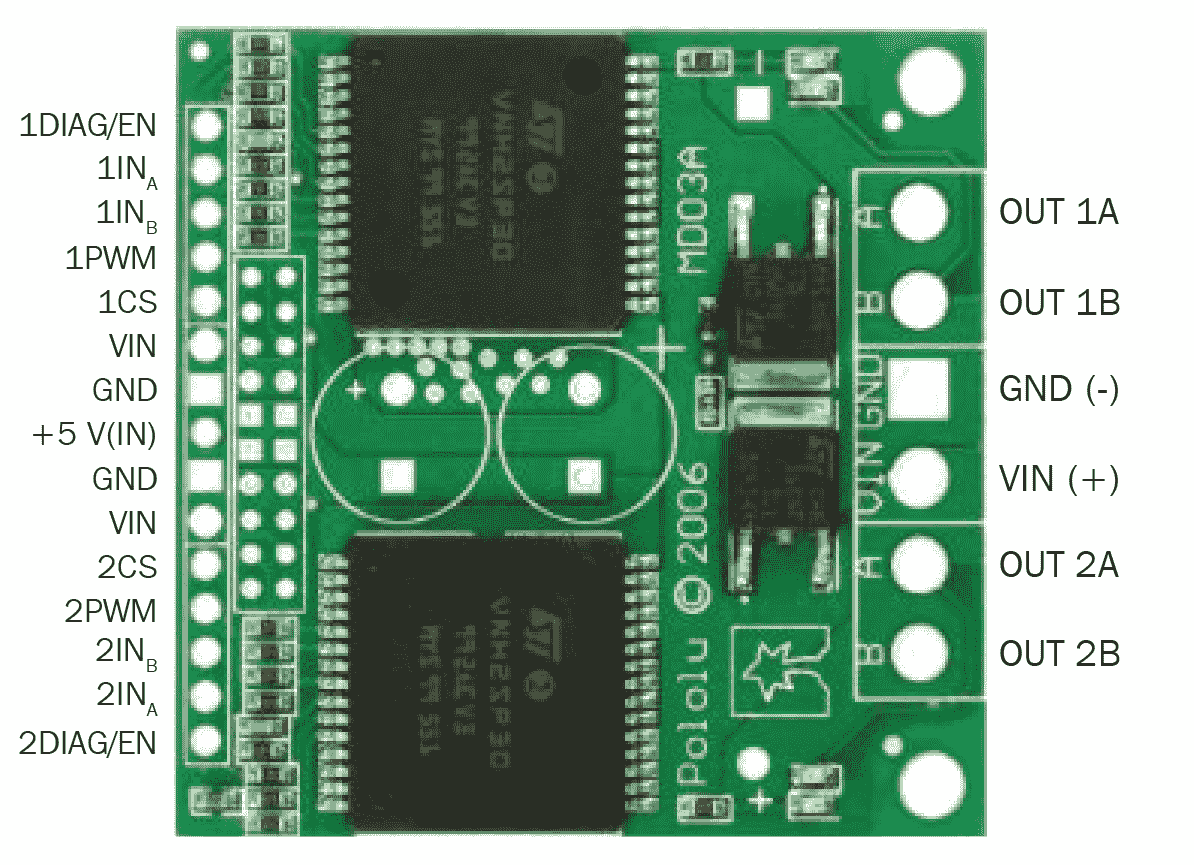 1DIAG/EN
1INA
1INB
1PWM
1CS
VIN
GND
+5 V(IN)
GND
VIN
2CS
2PWM
2INB
2INA
2DIAG/EN
MD03A
Pololu © 2006
+
+
+
A
B
GND
VIN
A
B
OUT 1A
OUT 1B
GND (-)
VIN (+)
OUT 2A
OUT 2B